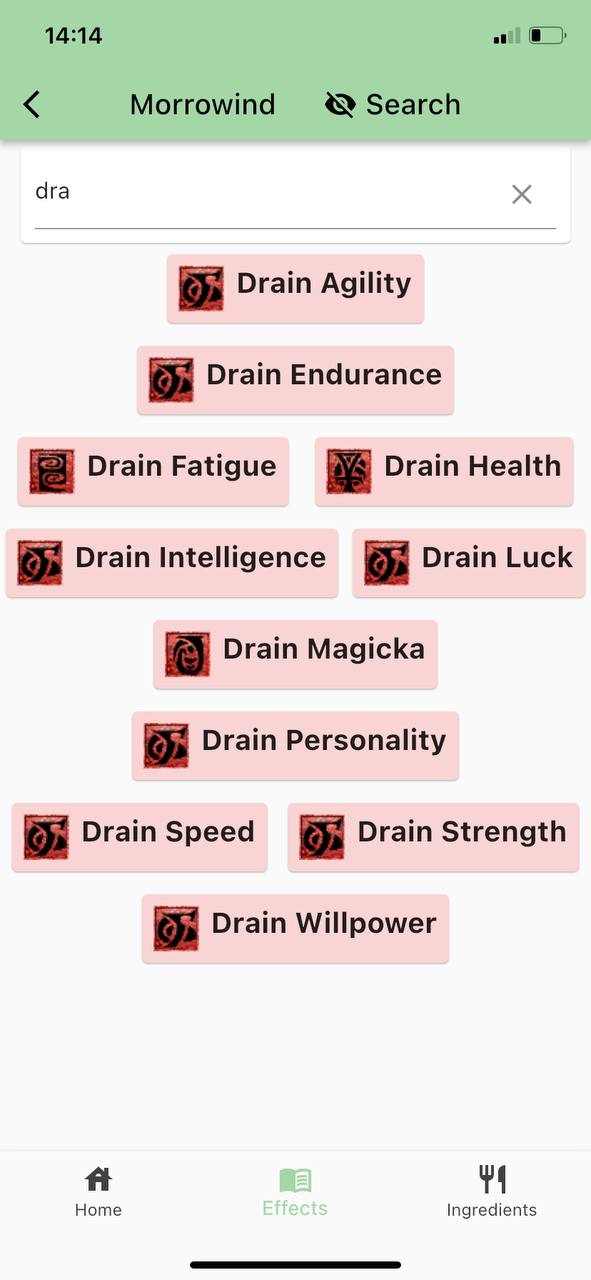 14:14
Morrowind Search
dra
Drain Agility
Drain Endurance
Drain Fatigue Drain Health
Drain Intelligence Drain Luck
Drain Magicka
Drain Personality
Drain Speed Drain Strength
Drain Willpower
Home Effects Ingredients